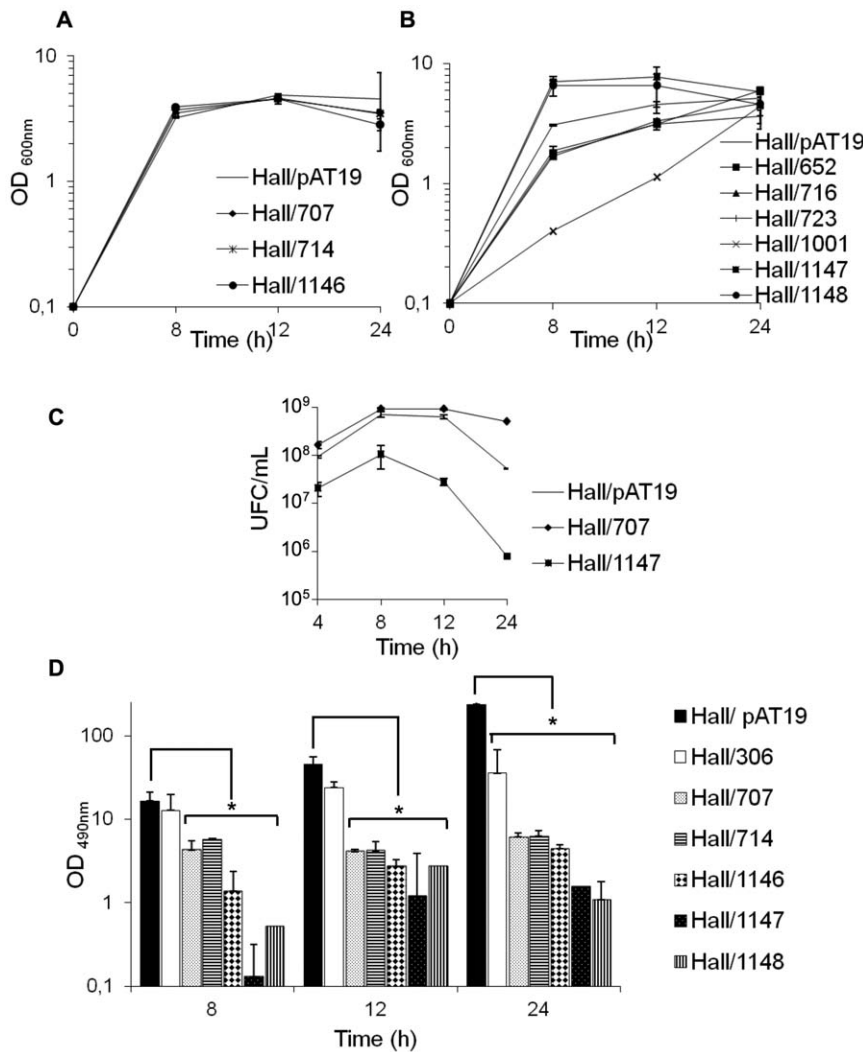 A
B
10
1
0,1
OD 600nm
0
8
12
24
Time (h)
Hall/pAT19
Hall/707
Hall/714
Hall/1146
10
1
0,1
OD 600nm
0
8
12
24
Time (h)
Hall/pAT19
Hall/652
Hall/716
Hall/723
Hall/1001
Hall/1147
Hall/1148
C
10⁹
10⁸
10⁷
10⁶
10⁵
UFC/mL
4
8
12
24
Time (h)
Hall/pAT19
Hall/707
Hall/1147
D
100
10
1
0,1
OD 490nm
*
*
*
8
12
24
Time (h)
Hall/ pAT19
Hall/306
Hall/707
Hall/714
Hall/1146
Hall/1147
Hall/1148